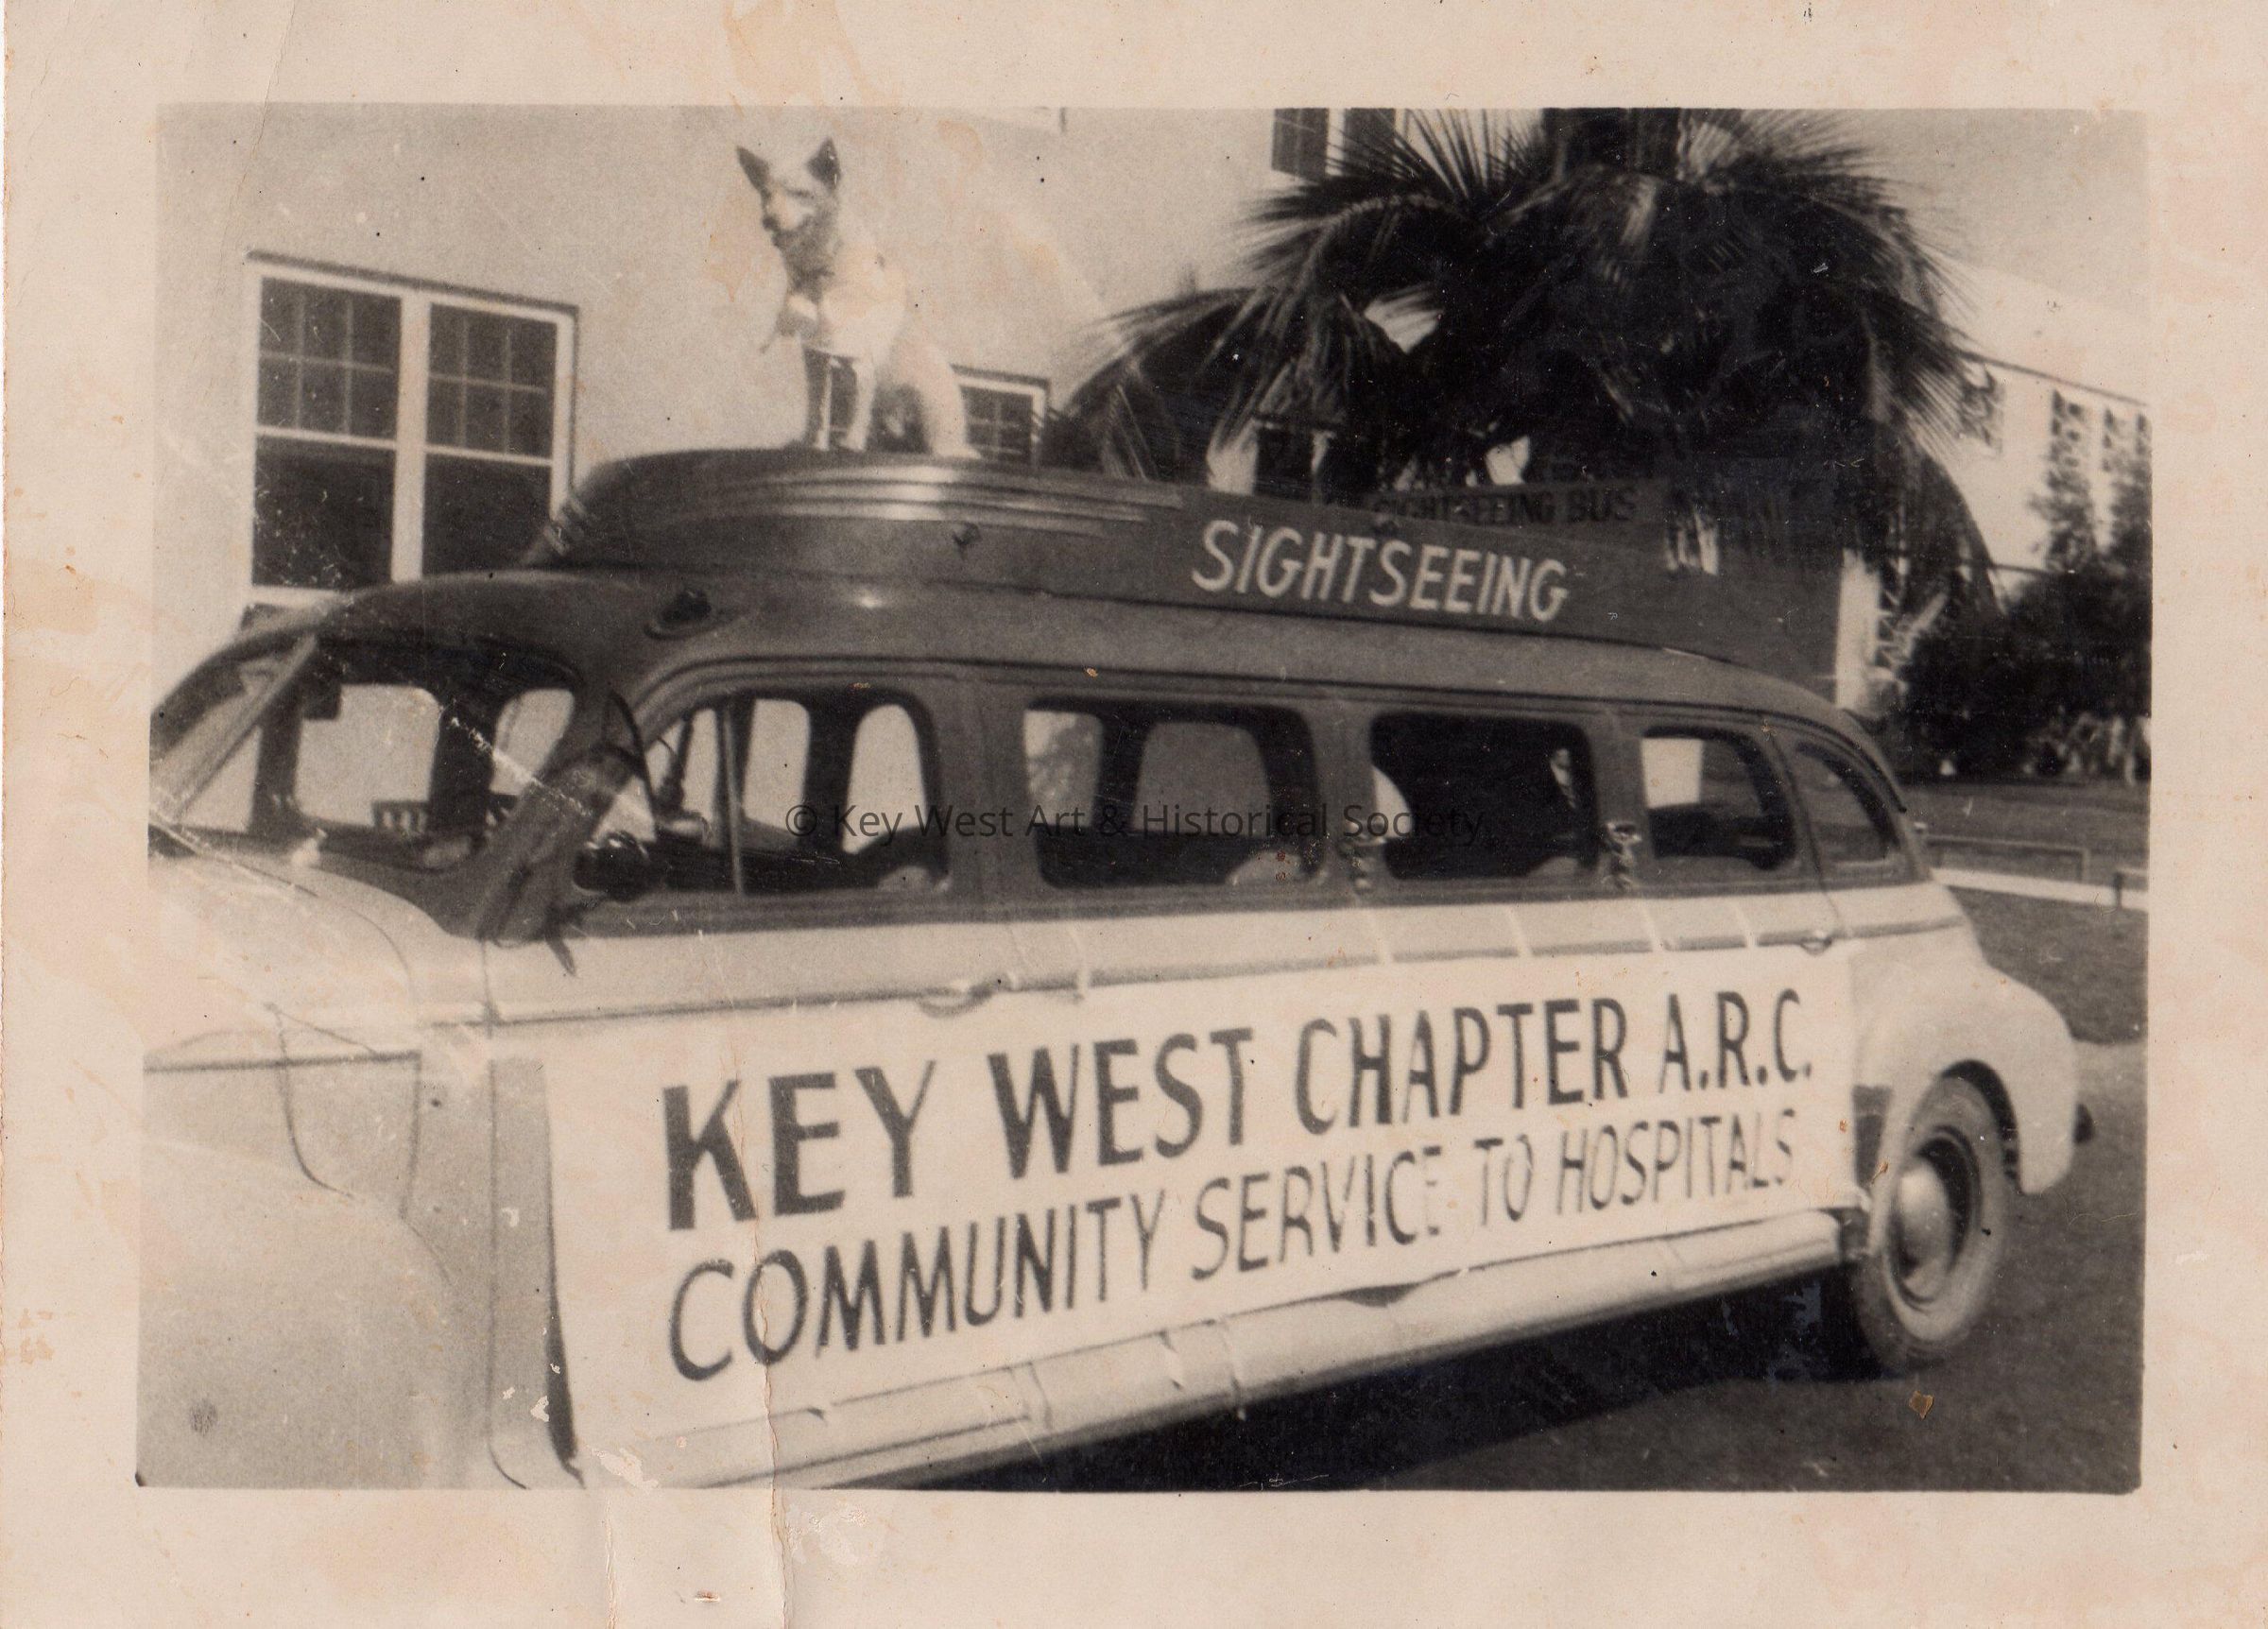 SIGHTSEEING BUS
SIGHTSEEING
© Key West Art & Historical Society
KEY WEST CHAPTER A.R.C.
COMMUNITY SERVICE TO HOSPITALS